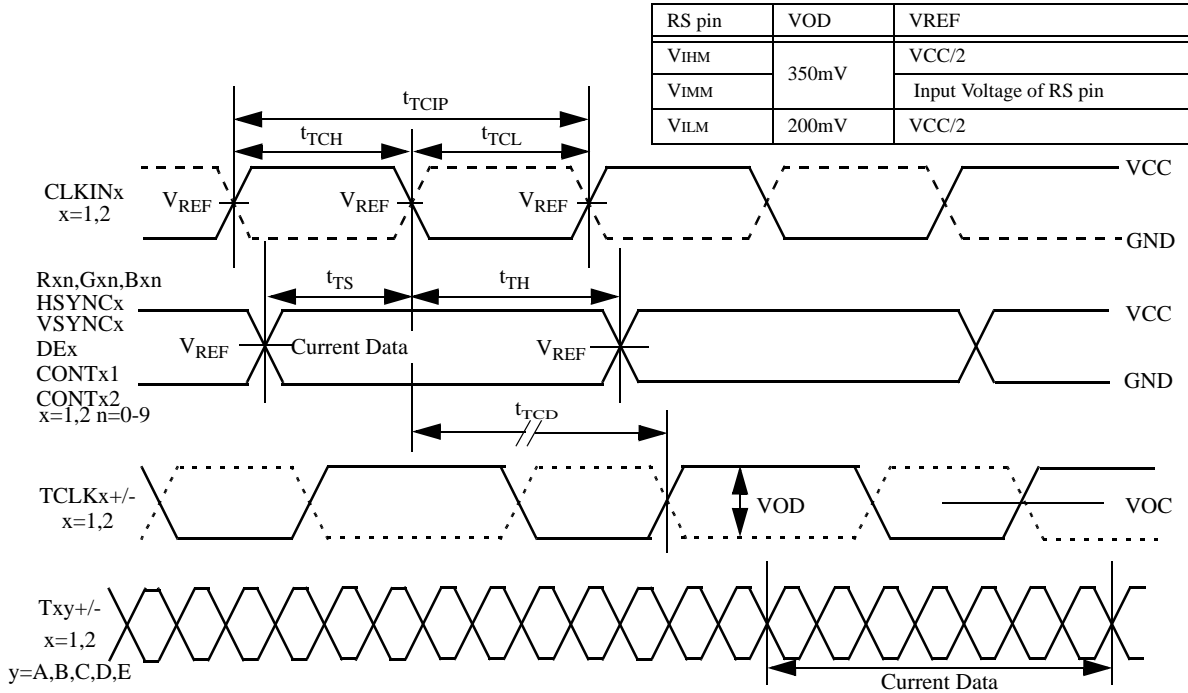 RS pin VOD VREF
VIHM 350mV VCC/2
VIMM Input Voltage of RS pin
VILM 200mV VCC/2
tTCIP
tTCH tTCL
CLKINx
x=1,2
VREF VREF VREF
VCC
GND
Rxn,Gxn,Bxn
HSYNCx
VSYNCx
DEx
CONTx1
CONTx2
x=1,2 n=0-9
tTS tTH
VREF Current Data VREF
VCC
GND
tTCD
TCLKx+/-
x=1,2
VOD
VOC
Txy+/-
x=1,2
y=A,B,C,D,E
Current Data